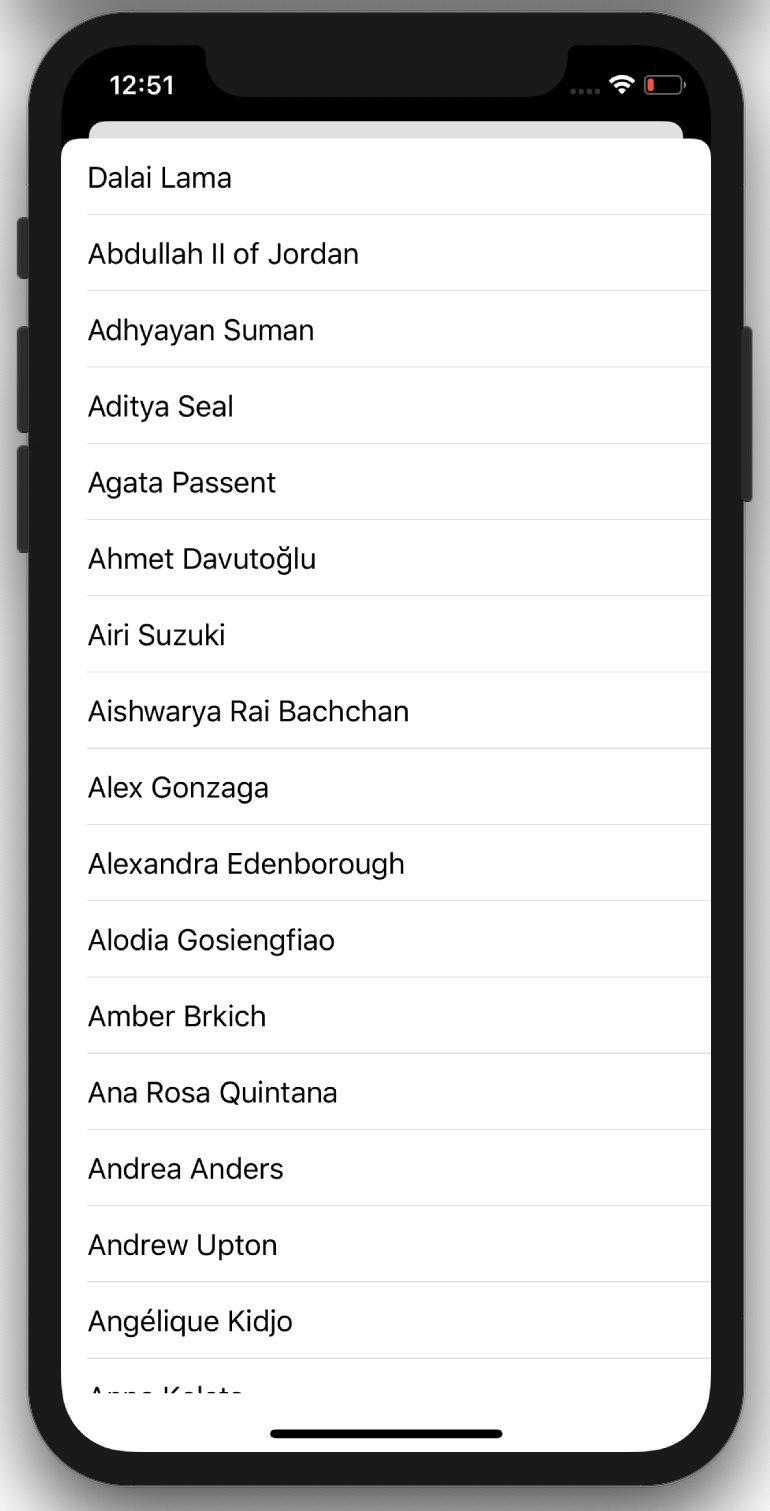 12:51
Dalai Lama
Abdullah II of Jordan
Adhyayan Suman
Aditya Seal
Agata Passent
Ahmet Davutoğlu
Airi Suzuki
Aishwarya Rai Bachchan
Alex Gonzaga
Alexandra Edenborough
Alodia Gosiengfiao
Amber Brkich
Ana Rosa Quintana
Andrea Anders
Andrew Upton
Angélique Kidjo